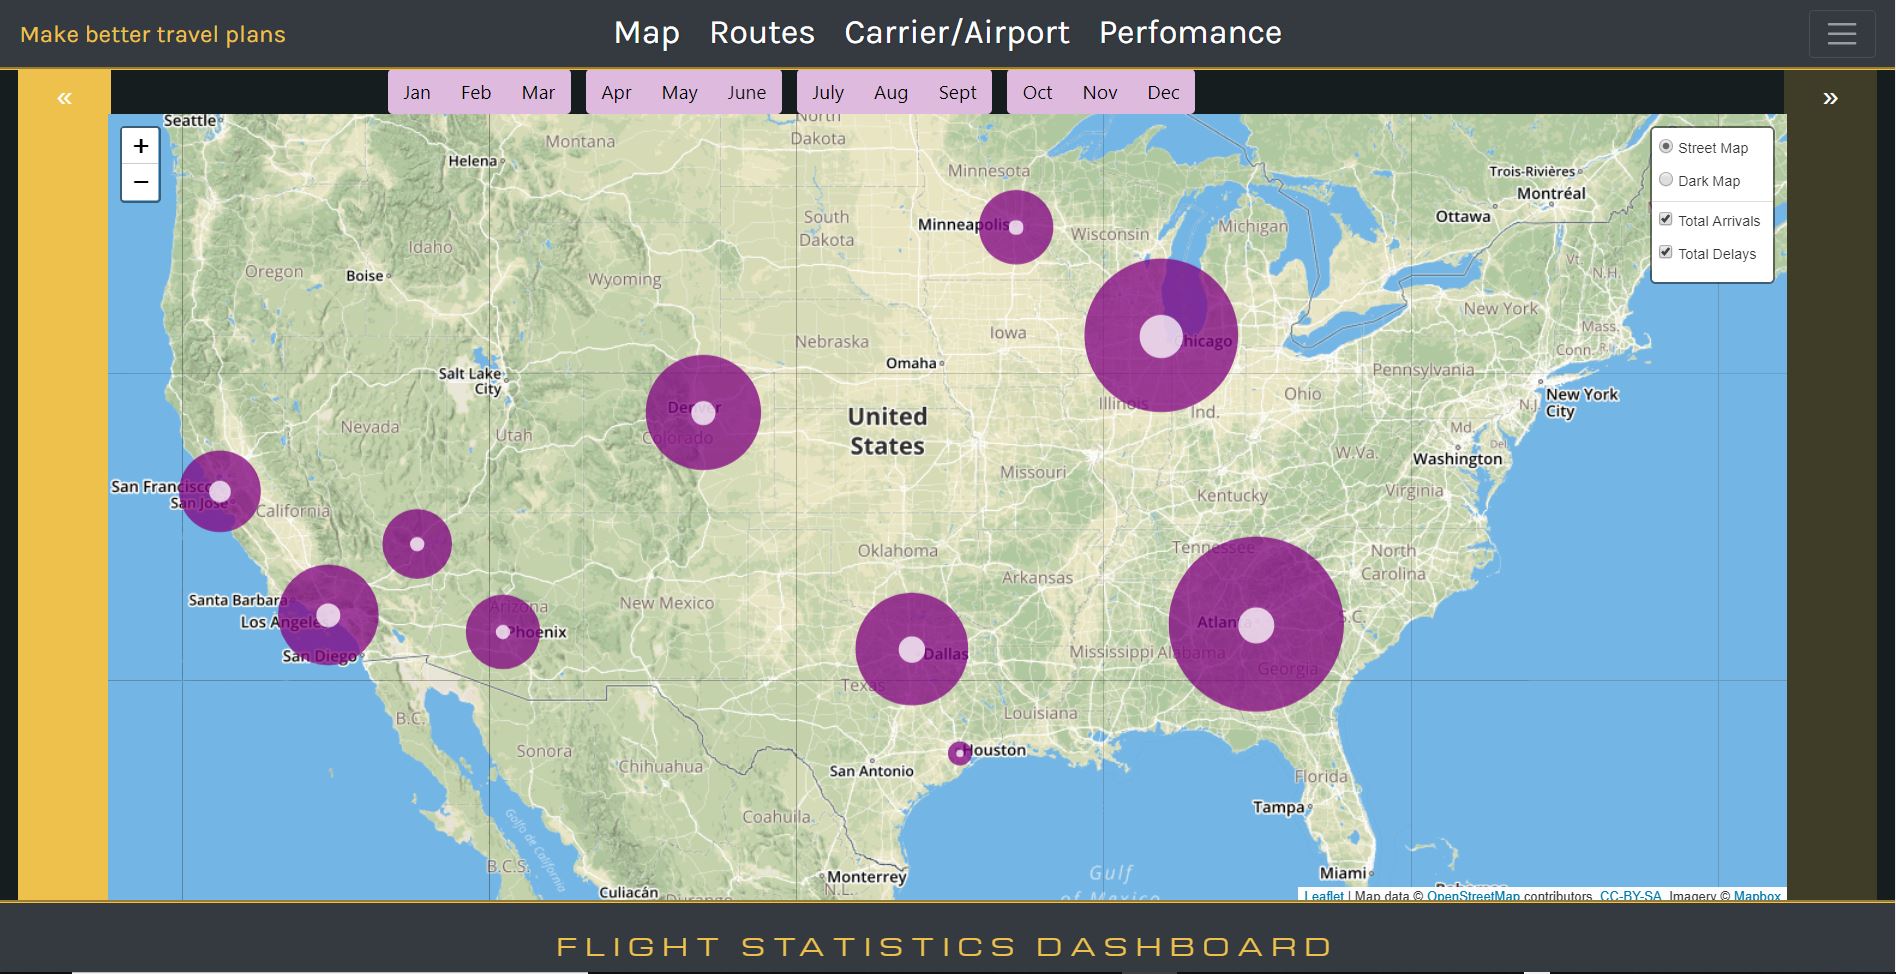 Make better travel plans
Map Routes Carrier/Airport Perfomance
«
Jan Feb Mar Apr May June July Aug Sept Oct Nov Dec
»
+
−
Street Map
Dark Map
Total Arrivals
Total Delays
Seattle
Helena
Montana
North
Dakota
Minnesota
Trois-Rivières
Montréal
Ottawa
South
Dakota
Minneapolis
Wisconsin
Michigan
Vt.
N.H.
Oregon
Idaho
Boise
Wyoming
New York
Mass.
Conn.
R.I.
Nebraska
Iowa
Chicago
Omaha
Salt Lake
City
Pennsylvania
Ohio
Illinois
Ind.
New York
City
N.J.
Denver
Colorado
United
States
Nevada
Utah
Md.
Del.
W.Va.
Washington
Missouri
Kentucky
Virginia
San Francisco
San Jose
California
Oklahoma
Tennessee
North
Carolina
Arkansas
Santa Barbara
Los Angeles
Arizona
Phoenix
New Mexico
S.C.
Atlanta
San Diego
Dallas
Mississippi Alabama
Georgia
Texas
B.C.
Louisiana
Sonora
Chihuahua
San Antonio
Houston
Florida
Tampa
Coahuila
Golfo de California
B.C.S.
Culiacán
Durango
Monterrey
N.L.
Gulf
of Mexico
Miami
Bahamas
Leaflet | Map data © OpenStreetMap contributors, CC-BY-SA, Imagery © Mapbox
FLIGHT STATISTICS DASHBOARD